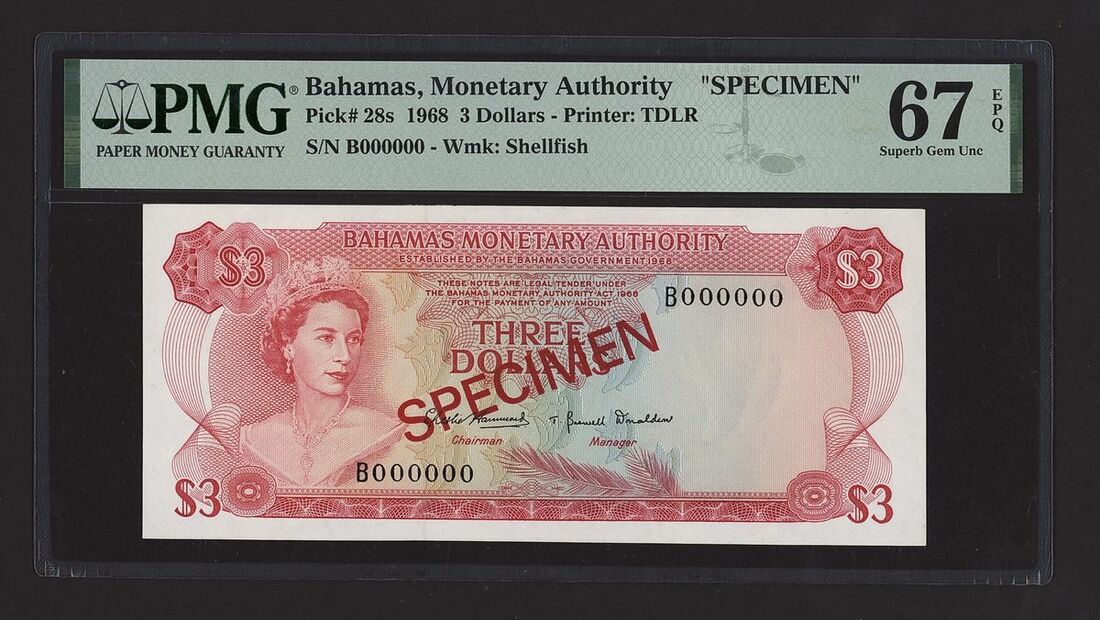 PMG®
PAPER MONEY GUARANTY
Bahamas, Monetary Authority "SPECIMEN"
Pick# 28s 1968 3 Dollars - Printer: TDLR
S/N B000000 - Wmk: Shellfish
67 EPQ
Superb Gem Unc
BAHAMAS MONETARY AUTHORITY
ESTABLISHED BY THE BAHAMAS GOVERNMENT 1968
$3
$3
THESE NOTES ARE LEGAL TENDER UNDER
THE BAHAMAS MONETARY AUTHORITY ACT 1968
FOR THE PAYMENT OF ANY AMOUNT
B000000
THREE
DOLLARS
SPECIMEN
T. Donaldson
Chairman Manager
B000000
$3
$3